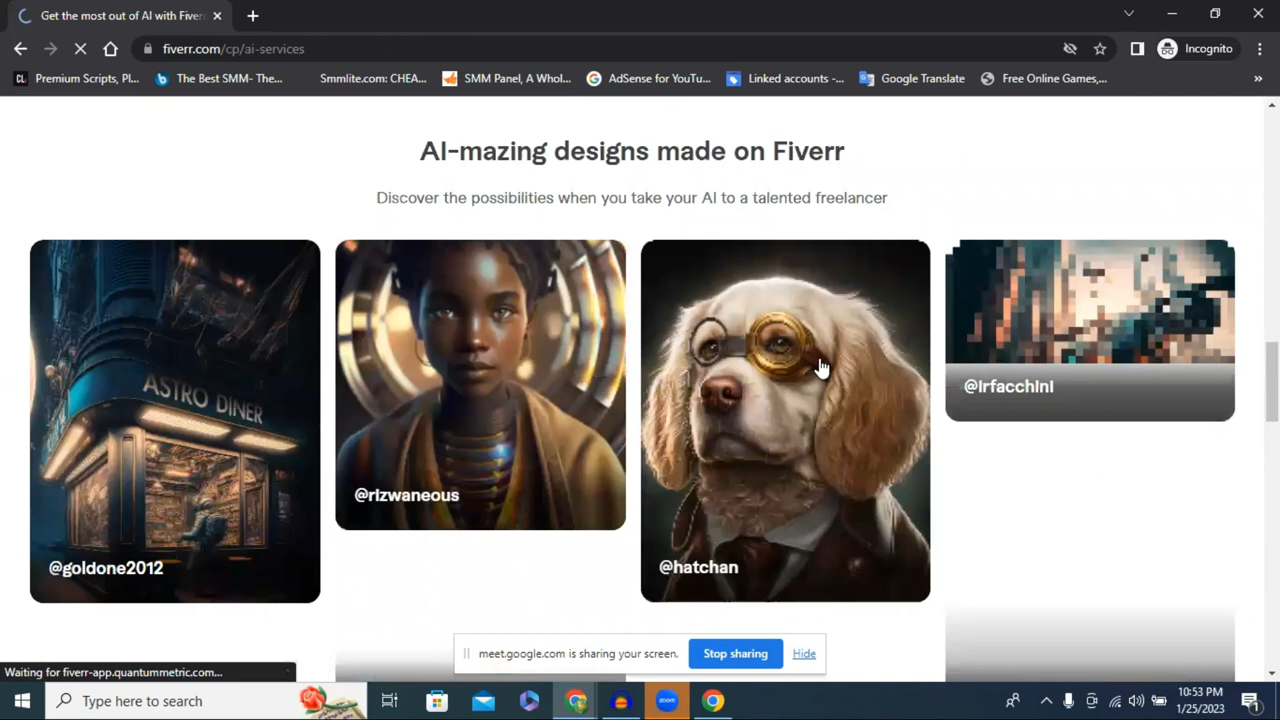 Get the most out of AI with Fiverr
fiverr.com/cp/ai-services
Incognito
Premium Scripts, Pl...
The Best SMM- The...
Smmlite.com: CHEA...
SMM Panel, A Whol...
AdSense for YouTu...
Linked accounts -...
Google Translate
Free Online Games,...
AI-mazing designs made on Fiverr
Discover the possibilities when you take your AI to a talented freelancer
ASTRO DINER
@goldone2012
@rizwaneous
@hatchan
@irfacchini
meet.google.com is sharing your screen.
Stop sharing
Hide
Waiting for fiverr-app.quantummetric.com...
Type here to search
zoom
10:53 PM
1/25/2023
1